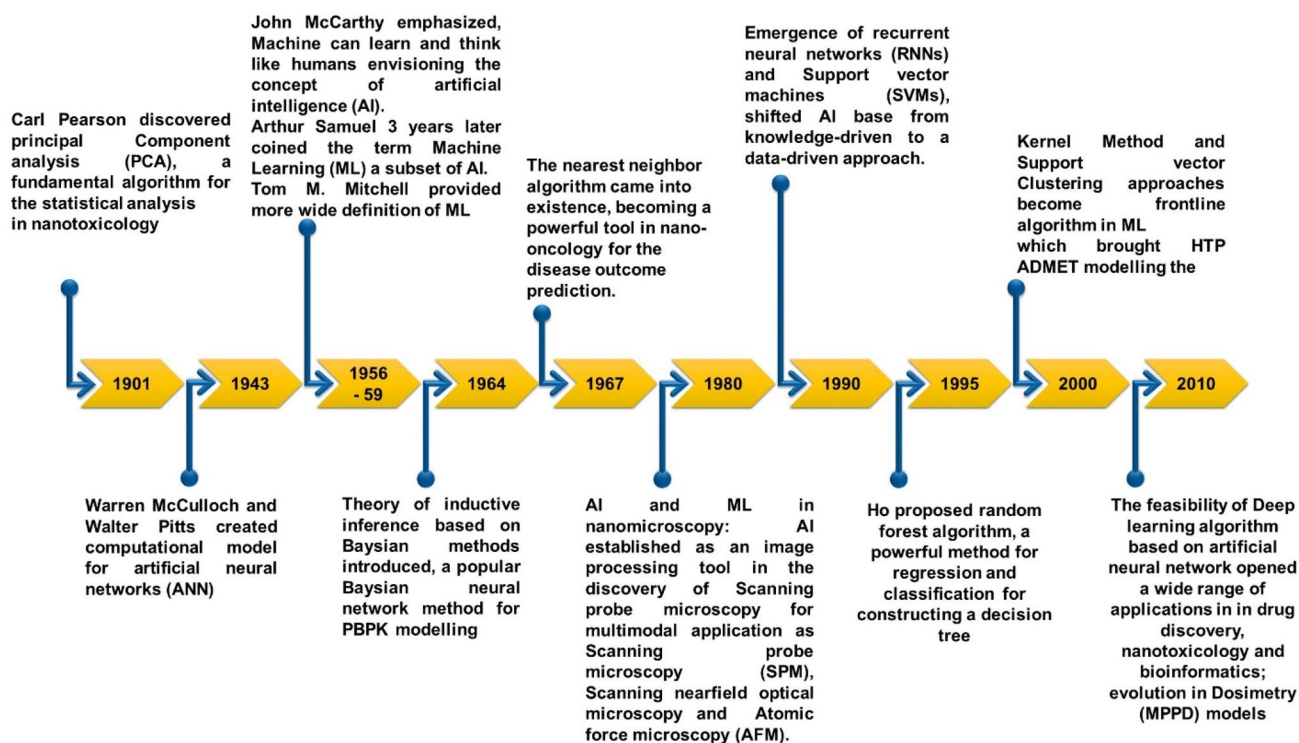 Carl Pearson discovered
principal Component
analysis (PCA), a
fundamental algorithm for
the statistical analysis
in nanotoxicology
John McCarthy emphasized,
Machine can learn and think
like humans envisioning the
concept of artificial
intelligence (AI).
Arthur Samuel 3 years later
coined the term Machine
Learning (ML) a subset of AI.
Tom M. Mitchell provided
more wide definition of ML
The nearest neighbor
algorithm came into
existence, becoming a
powerful tool in nano-
oncology for the
disease outcome
prediction.
Emergence of recurrent
neural networks (RNNs)
and Support vector
machines (SVMs),
shifted AI base from
knowledge-driven to a
data-driven approach.
Kernel Method and
Support vector
Clustering approaches
become frontline
algorithm in ML
which brought HTP
ADMET modelling the
1901
1943
1956
- 59
1964
1967
1980
1990
1995
2000
2010
Warren McCulloch and
Walter Pitts created
computational model
for artificial neural
networks (ANN)
Theory of inductive
inference based on
Baysian methods
introduced, a popular
Baysian neural
network method for
PBPK modelling
AI and ML in
nanomicroscopy: AI
established as an image
processing tool in the
discovery of Scanning
probe microscopy for
multimodal application as
Scanning probe
microscopy (SPM),
Scanning nearfield optical
microscopy and Atomic
force microscopy (AFM).
Ho proposed random
forest algorithm, a
powerful method for
regression and
classification for
constructing a decision
tree
The feasibility of Deep
learning algorithm
based on artificial
neural network opened
a wide range of
applications in in drug
discovery,
nanotoxicology and
bioinformatics;
evolution in Dosimetry
(MPPD) models